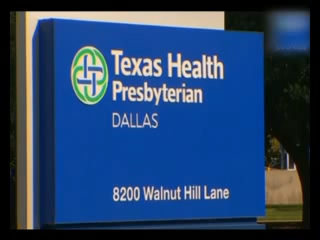 Texas Health
Presbyterian
DALLAS
8200 Walnut Hill Lane